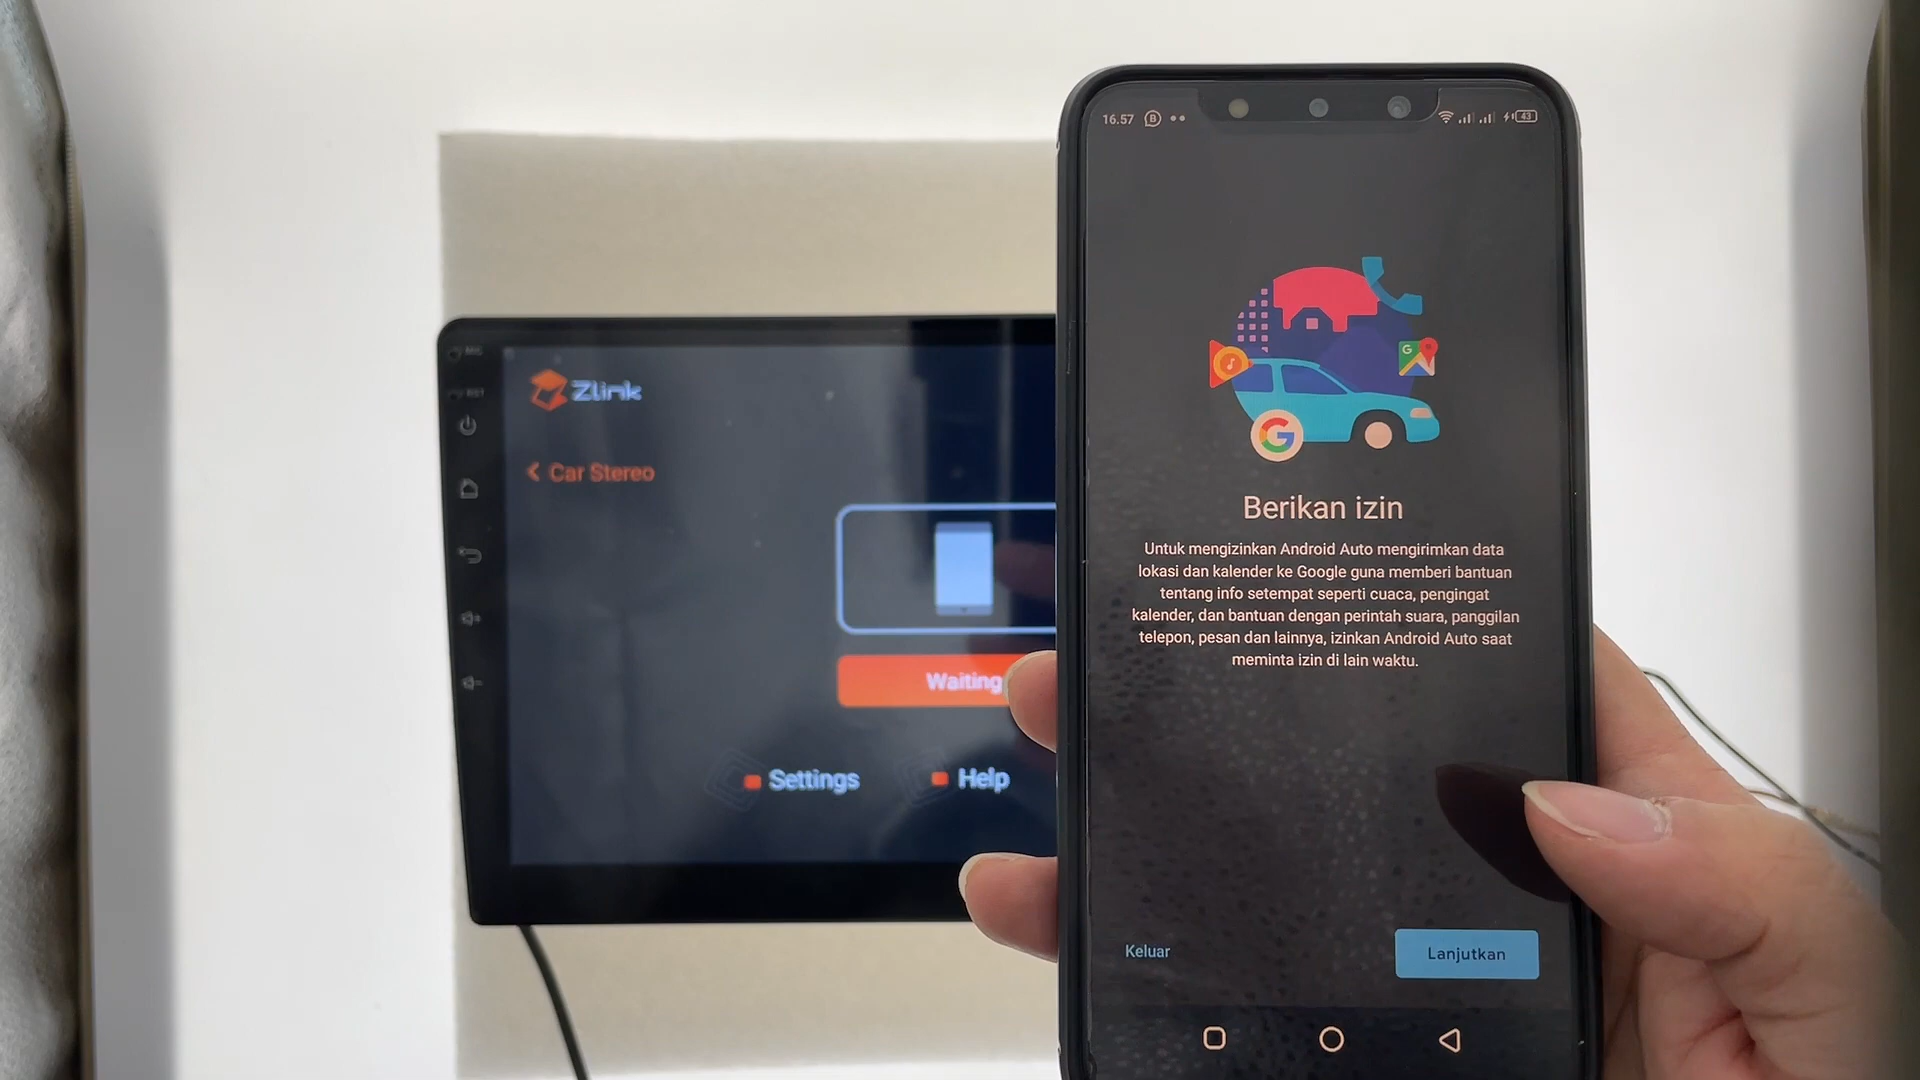 Zlink
Car Stereo
Waiting
Settings
Help
16.57
43
Berikan izin
Untuk mengizinkan Android Auto mengirimkan data
lokasi dan kalender ke Google guna memberi bantuan
tentang info setempat seperti cuaca, pengingat
kalender, dan bantuan dengan perintah suara, panggilan
telepon, pesan dan lainnya, izinkan Android Auto saat
meminta izin di lain waktu.
Keluar
Lanjutkan